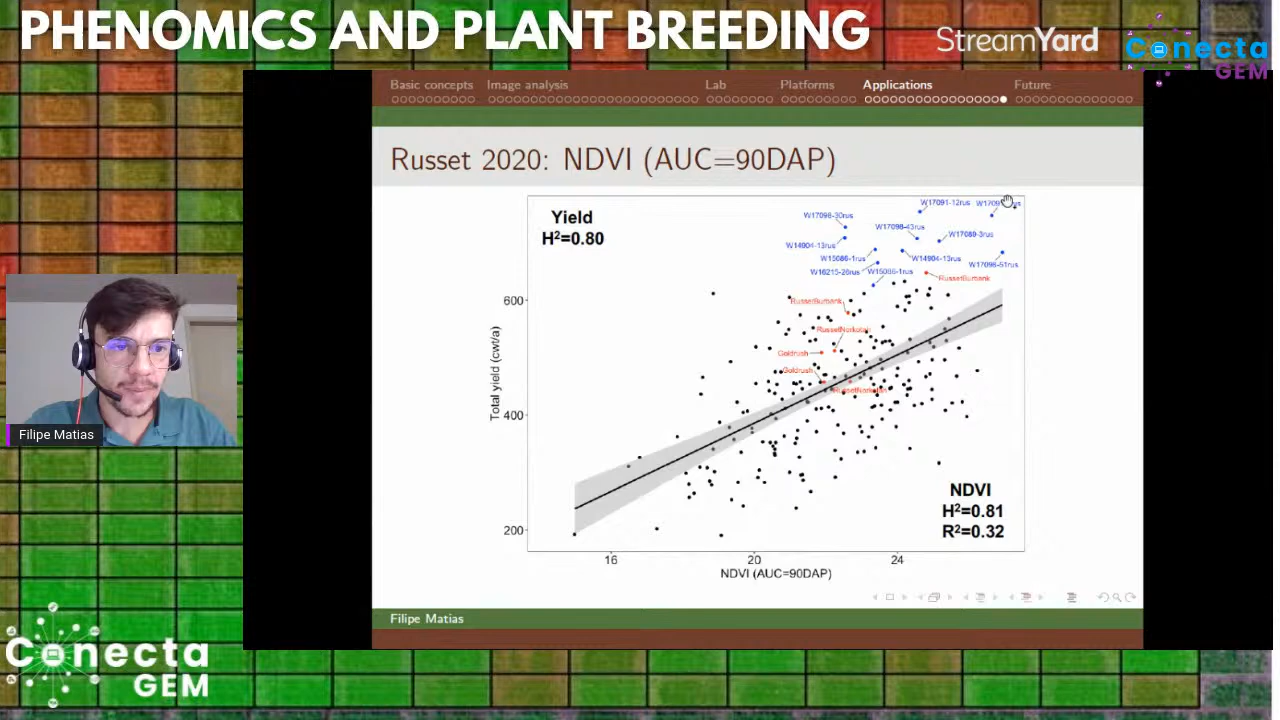 PHENOMICS AND PLANT BREEDING
StreamYard
Conecta
GEM
Basic concepts
Image analysis
Lab
Platforms
Applications
Future
Russet 2020: NDVI (AUC=90DAP)
Yield
H²=0.80
W17091-12rus
W17098-30rus
W17098-43rus
W14904-13rus
W17089-3rus
W15086-1rus
W14904-13rus
W16215-26rus
W15086-1rus
W17098-51rus
RussetBurbank
RussetBurbank
RussetNorkotah
Goldrush
Goldrush
RussetNorkotah
600
400
200
Total yield (cwt/a)
NDVI
H²=0.81
R²=0.32
16
20
24
NDVI (AUC=90DAP)
Filipe Matias
Filipe Matias
Conecta
GEM